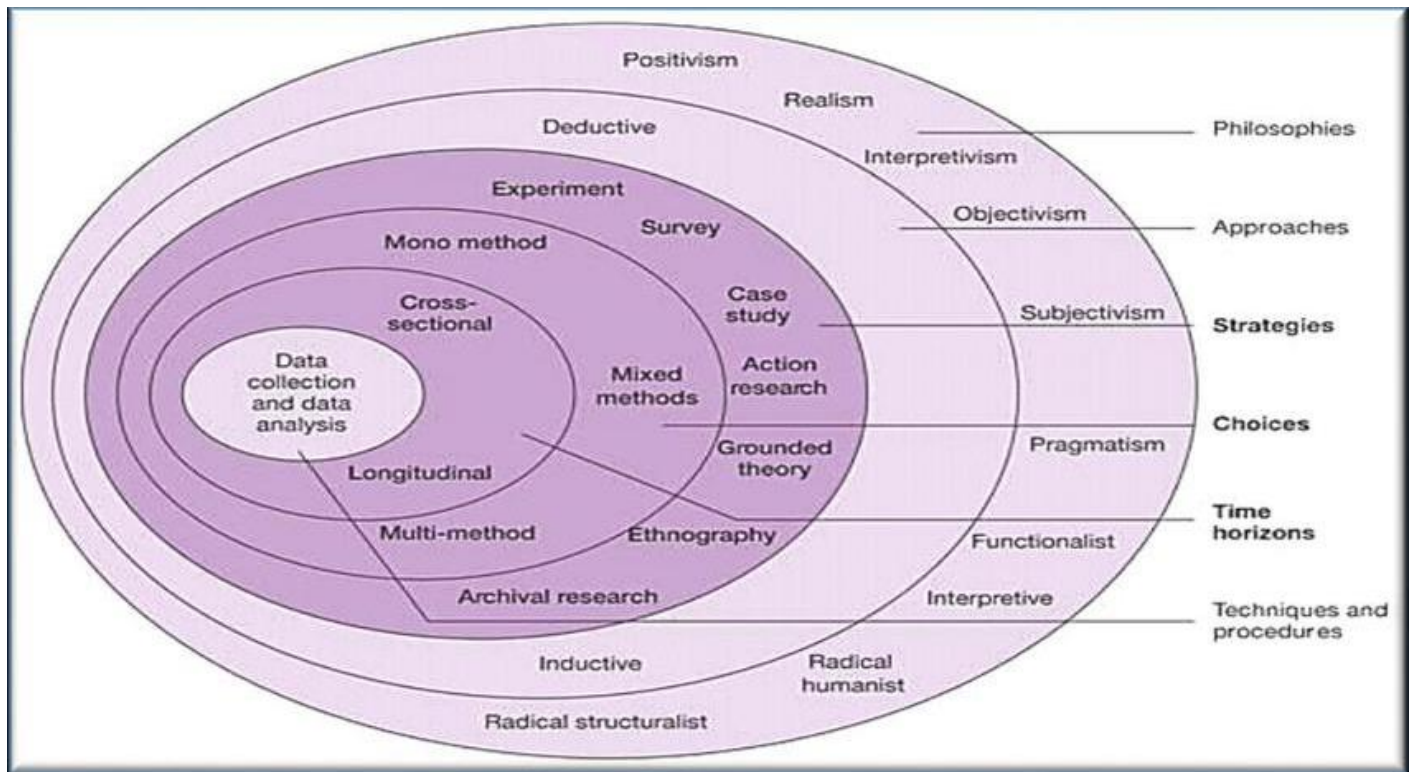 Positivism
Realism
Philosophies
Deductive
Interpretivism
Experiment
Objectivism
Survey
Approaches
Mono method
Case
study
Cross-
sectional
Subjectivism
Strategies
Data
collection
and data
analysis
Mixed
methods
Action
research
Choices
Grounded
theory
Pragmatism
Longitudinal
Time
horizons
Multi-method
Ethnography
Functionalist
Archival research
Interpretive
Techniques and
procedures
Inductive
Radical
humanist
Radical structuralist